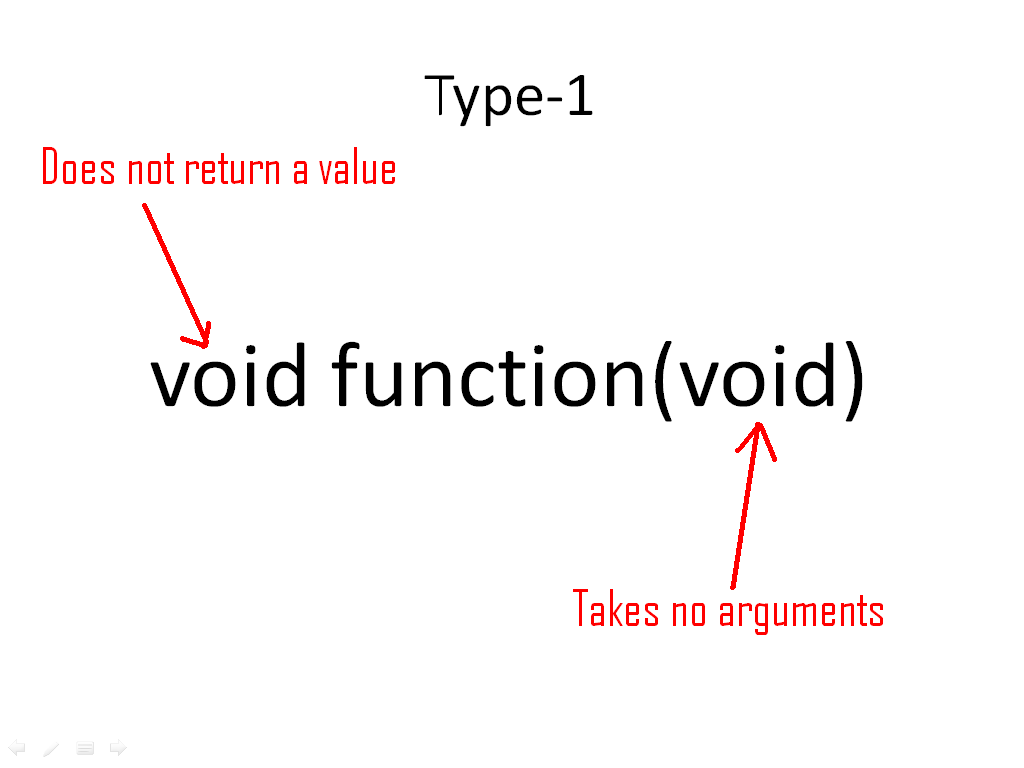 Type-1
Does not return a value
void function(void)
Takes no arguments